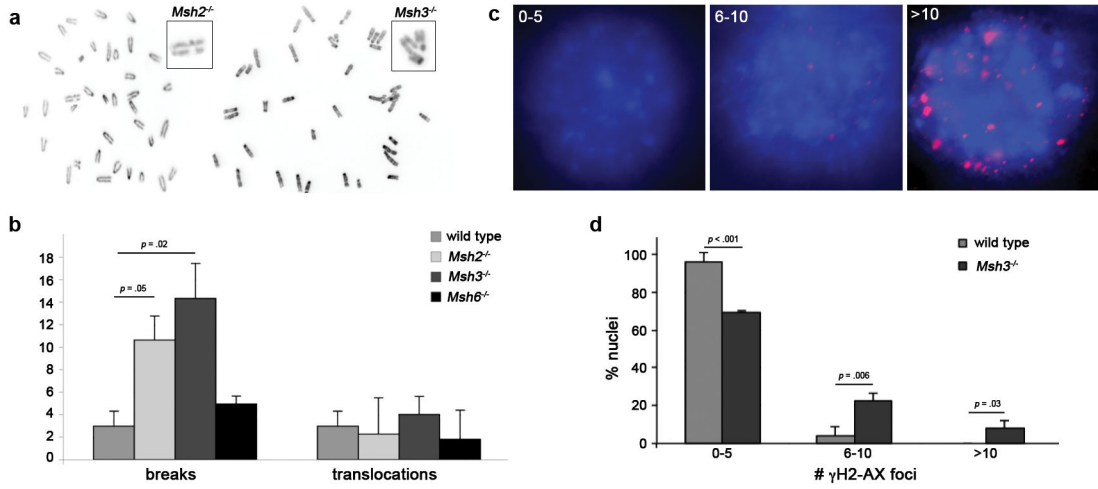 a
Msh2-/-
Msh3-/-
b
18
16
14
12
10
8
6
4
2
0
p = .02
p = .05
wild type
Msh2-/-
Msh3-/-
Msh6-/-
breaks
translocations
c
0-5
6-10
>10
d
% nuclei
100
80
60
40
20
0
p < .001
p = .006
p = .03
wild type
Msh3-/-
0-5
6-10
>10
# γH2-AX foci